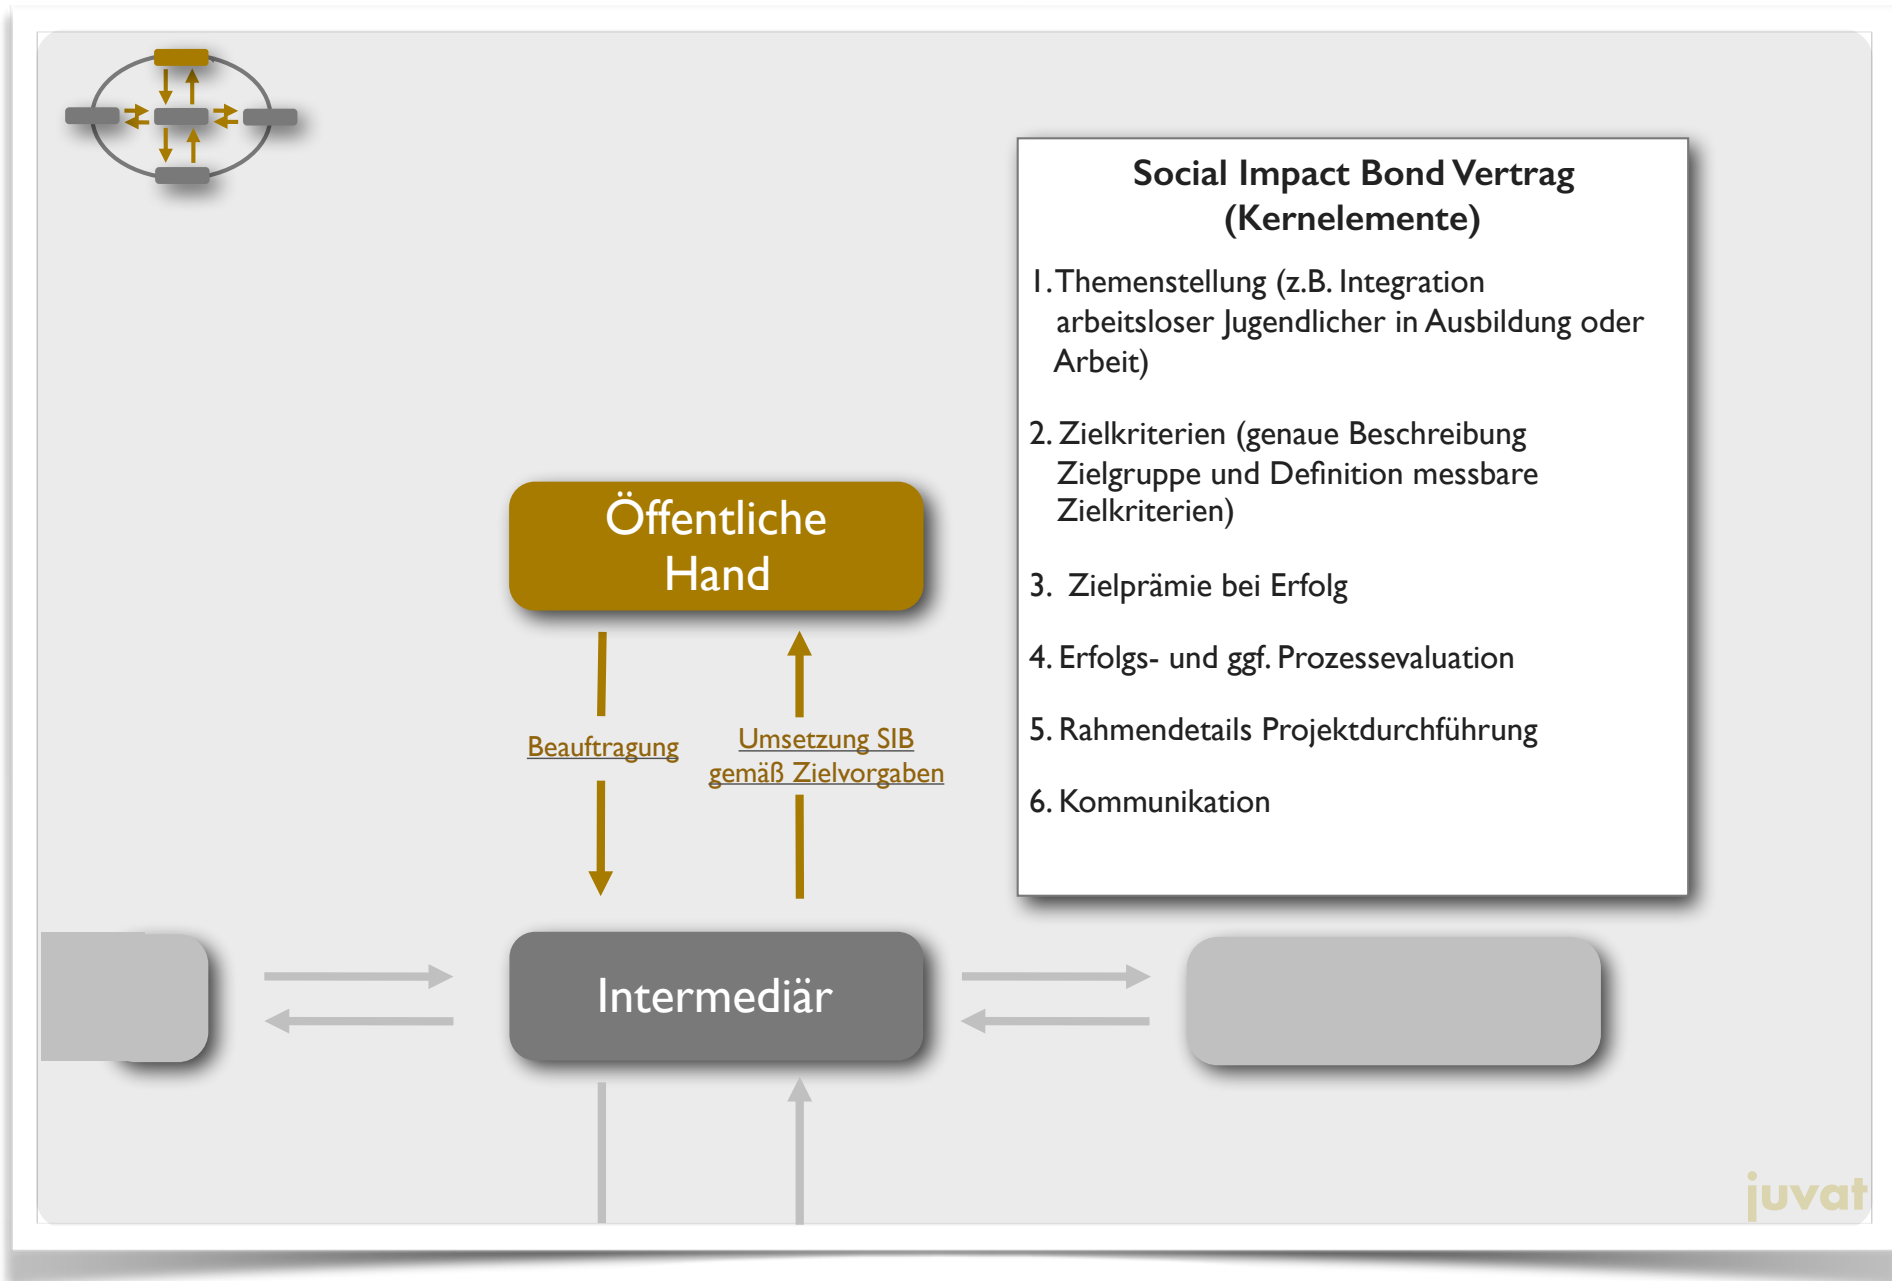 Social Impact Bond Vertrag
(Kernelemente)
1. Themenstellung (z.B. Integration
arbeitsloser Jugendlicher in Ausbildung oder
Arbeit)
2. Zielkriterien (genaue Beschreibung
Zielgruppe und Definition messbare
Zielkriterien)
3. Zielprämie bei Erfolg
4. Erfolgs- und ggf. Prozessevaluation
5. Rahmendetails Projektdurchführung
6. Kommunikation
Öffentliche
Hand
Beauftragung
Umsetzung SIB
gemäß Zielvorgaben
Intermediär
juvat